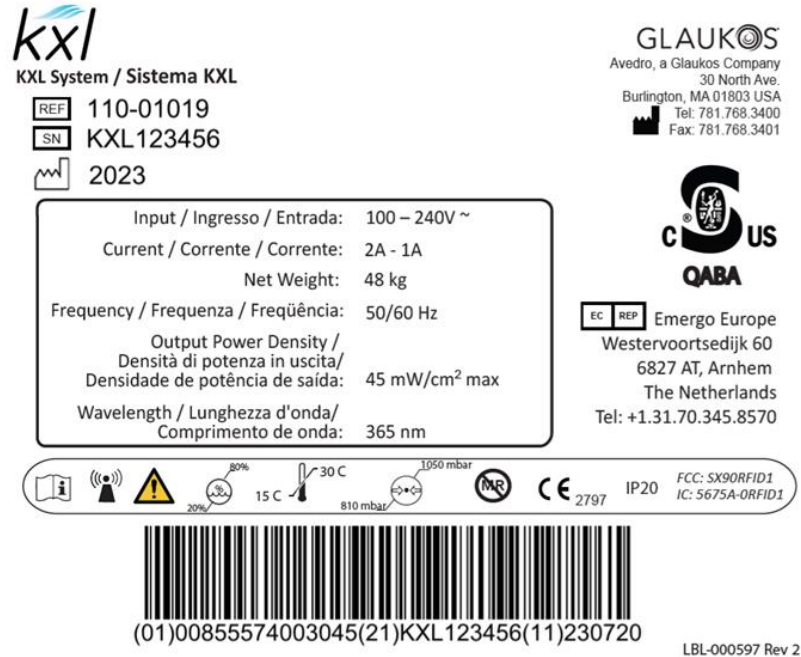 kxl
KXL System / Sistema KXL
REF 110-01019
SN KXL123456
2023
GLAUKOS
Avedro, a Glaukos Company
30 North Ave.
Burlington, MA 01803 USA
Tel: 781.768.3400
Fax: 781.768.3401
Input / Ingresso / Entrada: 100 – 240V ~
Current / Corrente / Corrente: 2A - 1A
Net Weight: 48 kg
Frequency / Frequenza / Freqüência: 50/60 Hz
Output Power Density /
Densità di potenza in uscita/
Densidade de potência de saída: 45 mW/cm² max
Wavelength / Lunghezza d'onda/
Comprimento de onda: 365 nm
® C S US
QABA
EC REP Emergo Europe
Westervoortsedijk 60
6827 AT, Arnhem
The Netherlands
Tel: +1.31.70.345.8570
i
20% % 80%
15 C 30 C
810 mbar 1050 mbar
MR
CE 2797
IP20
FCC: SX90RFID1
IC: 5675A-0RFID1
(01)00855574003045(21)KXL123456(11)230720
LBL-000597 Rev 2